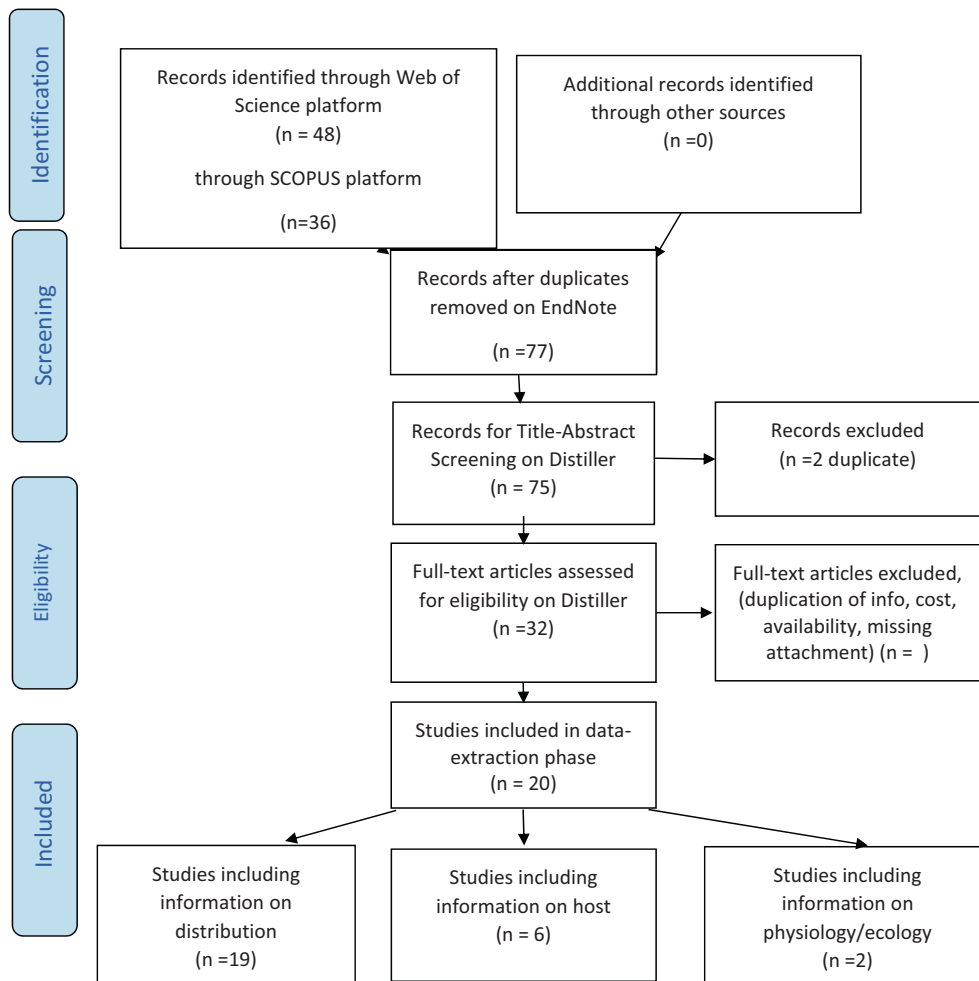 Identification
Records identified through Web of
Science platform
(n = 48)
through SCOPUS platform
(n=36)
Additional records identified
through other sources
(n =0)
Screening
Records after duplicates
removed on EndNote
(n =77)
Records for Title-Abstract
Screening on Distiller
(n = 75)
Records excluded
(n =2 duplicate)
Eligibility
Full-text articles assessed
for eligibility on Distiller
(n =32)
Full-text articles excluded,
(duplication of info, cost,
availability, missing
attachment) (n =  )
Included
Studies included in data-
extraction phase
(n = 20)
Studies including
information on
distribution
(n =19)
Studies including
information on host
n = 6)
Studies including
information on
physiology/ecology
(n =2)